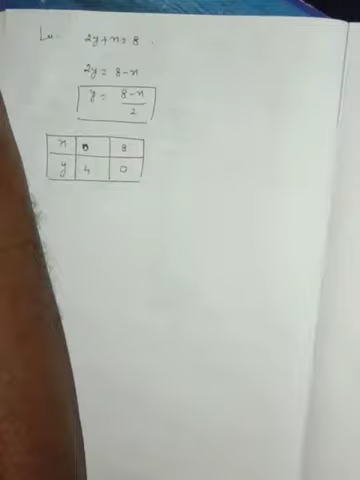 2y+x=8
2y = 8-x
y = 8-x
2
x 0 8
y 4 0